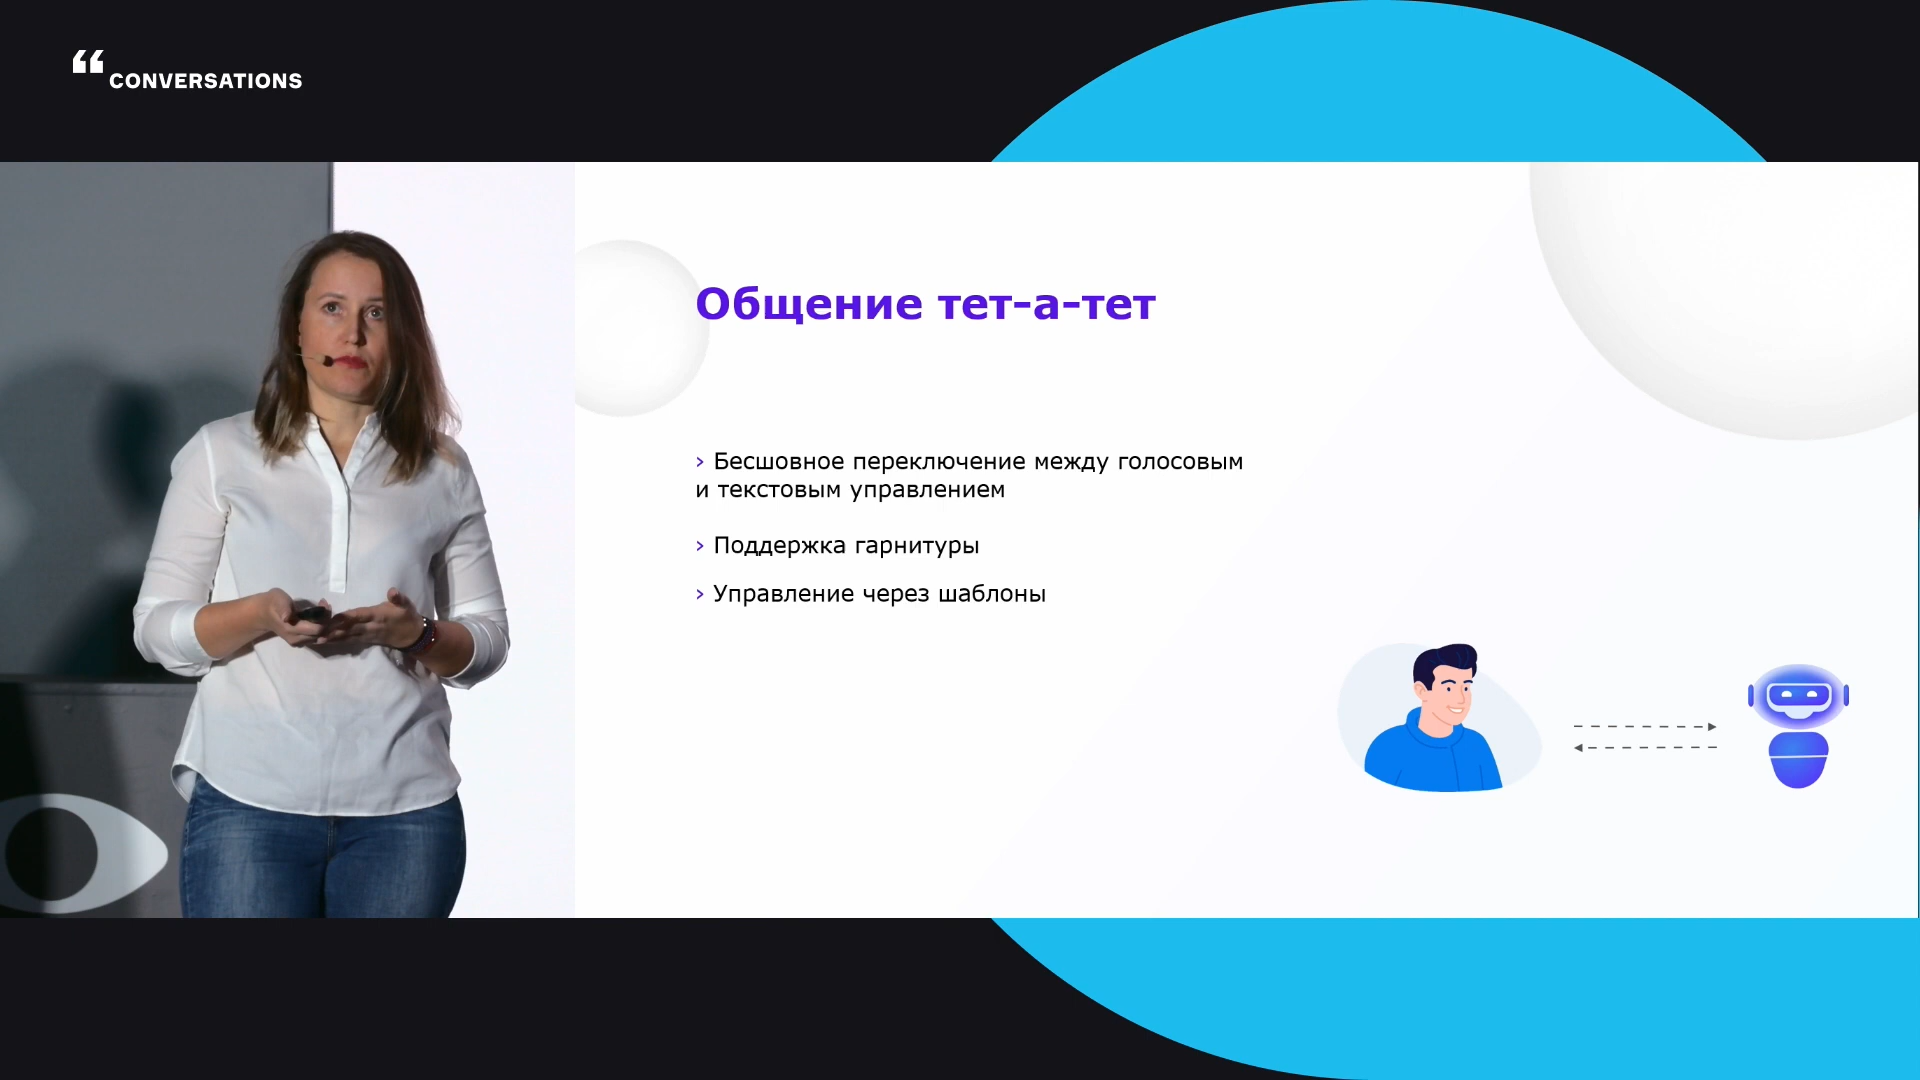 CONVERSATIONS
Общение тет-а-тет
› Бесшовное переключение между голосовым
и текстовым управлением
› Поддержка гарнитуры
› Управление через шаблоны